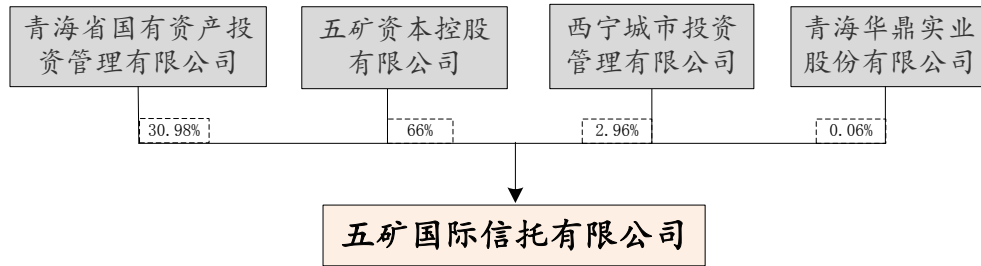 青海省国有资产投
资管理有限公司
五矿资本控股
有限公司
西宁城市投资
管理有限公司
青海华鼎实业
股份有限公司
30.98%
66%
2.96%
0.06%
五矿国际信托有限公司